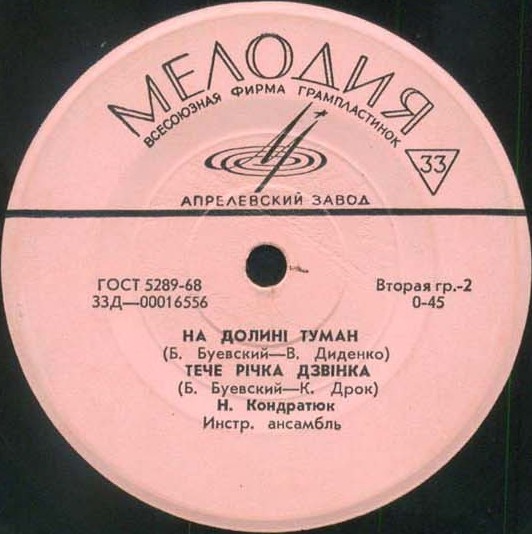 МЕЛОДИЯ
ВСЕСОЮЗНАЯ ФИРМА ГРАМПЛАСТИНОК
33
АПРЕЛЕВСКИЙ ЗАВОД
ГОСТ 5289-68
33Д—00016556
Вторая гр.-2
0-45
НА ДОЛИНІ ТУМАН
(Б. Буевский—В. Диденко)
ТЕЧЕ РІЧКА ДЗВІНКА
(Б. Буевский—К. Дрок)
Н. Кондратюк
Инстр. ансамбль